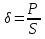 δ = P/S